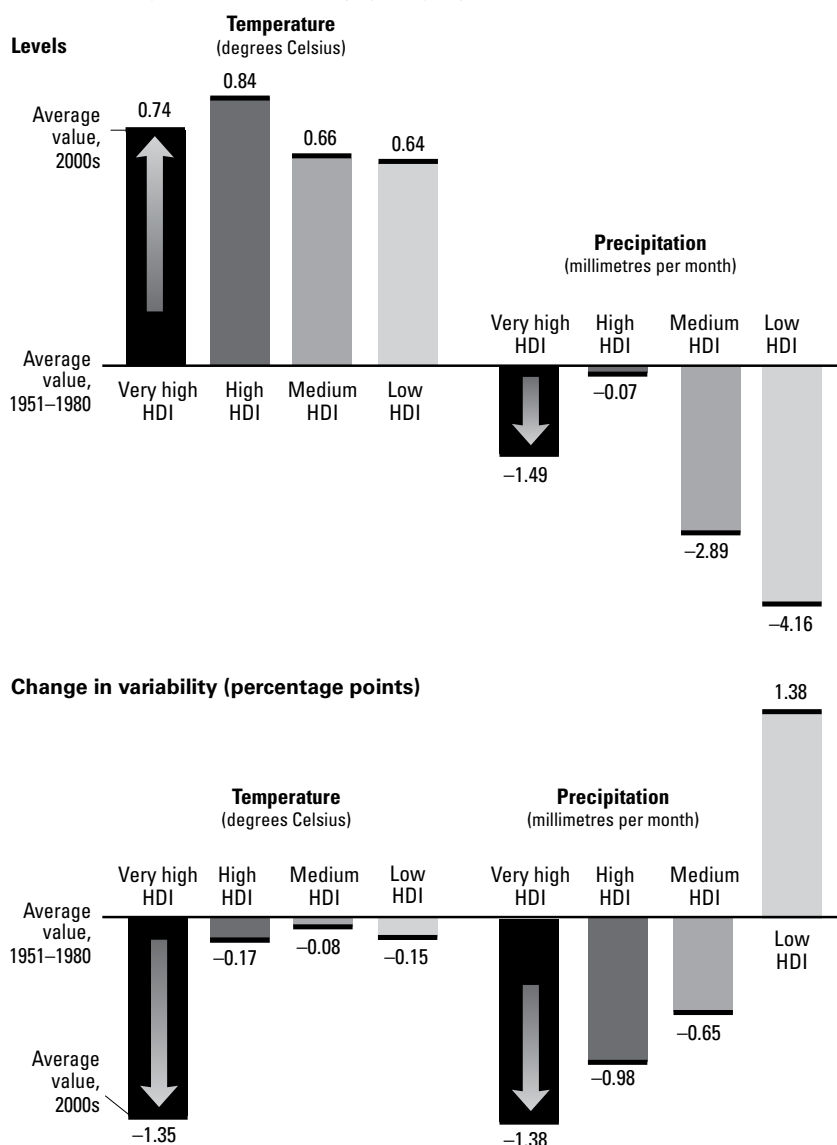 Levels
Temperature
(degrees Celsius)
Average
value,
2000s
0.74
0.84
0.66
0.64
Average
value,
1951–1980
Very high
HDI
High
HDI
Medium
HDI
Low
HDI
Precipitation
(millimetres per month)
Very high
HDI
High
HDI
Medium
HDI
Low
HDI
–1.49
–0.07
–2.89
–4.16
Change in variability (percentage points)
Temperature
(degrees Celsius)
Very high
HDI
High
HDI
Medium
HDI
Low
HDI
Average
value,
1951–1980
–0.17
–0.08
–0.15
Average
value,
2000s
–1.35
Precipitation
(millimetres per month)
Very high
HDI
High
HDI
Medium
HDI
1.38
Low
HDI
–1.38
–0.98
–0.65